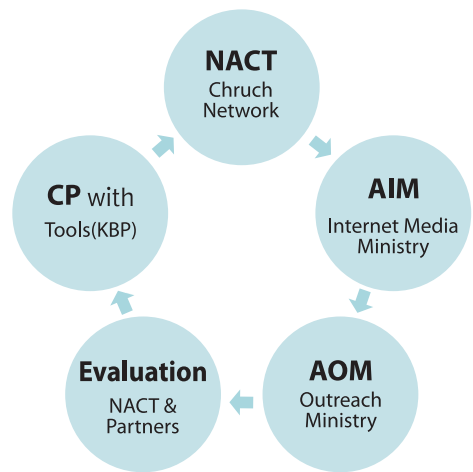 NACT
Chruch
Network
AIM
Internet Media
Ministry
AOM
Outreach
Ministry
Evaluation
NACT &
Partners
CP with
Tools(KBP)